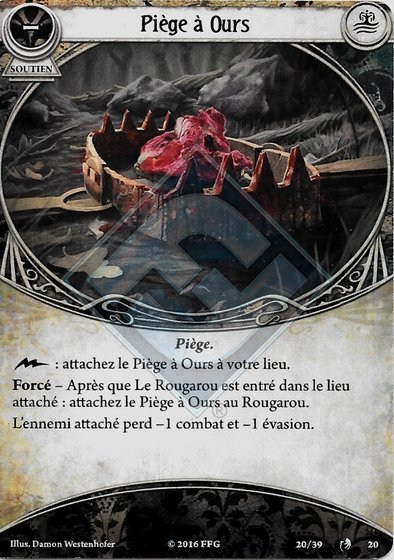 Piège à Ours
SOUTIEN
Piège.
: attachez le Piège à Ours à votre lieu.
Forcé – Après que Le Rougarou est entré dans le lieu
attaché : attachez le Piège à Ours au Rougarou.
L'ennemi attaché perd –1 combat et –1 évasion.
®
Illus. Damon Westenhofer
© 2016 FFG
20/39
20